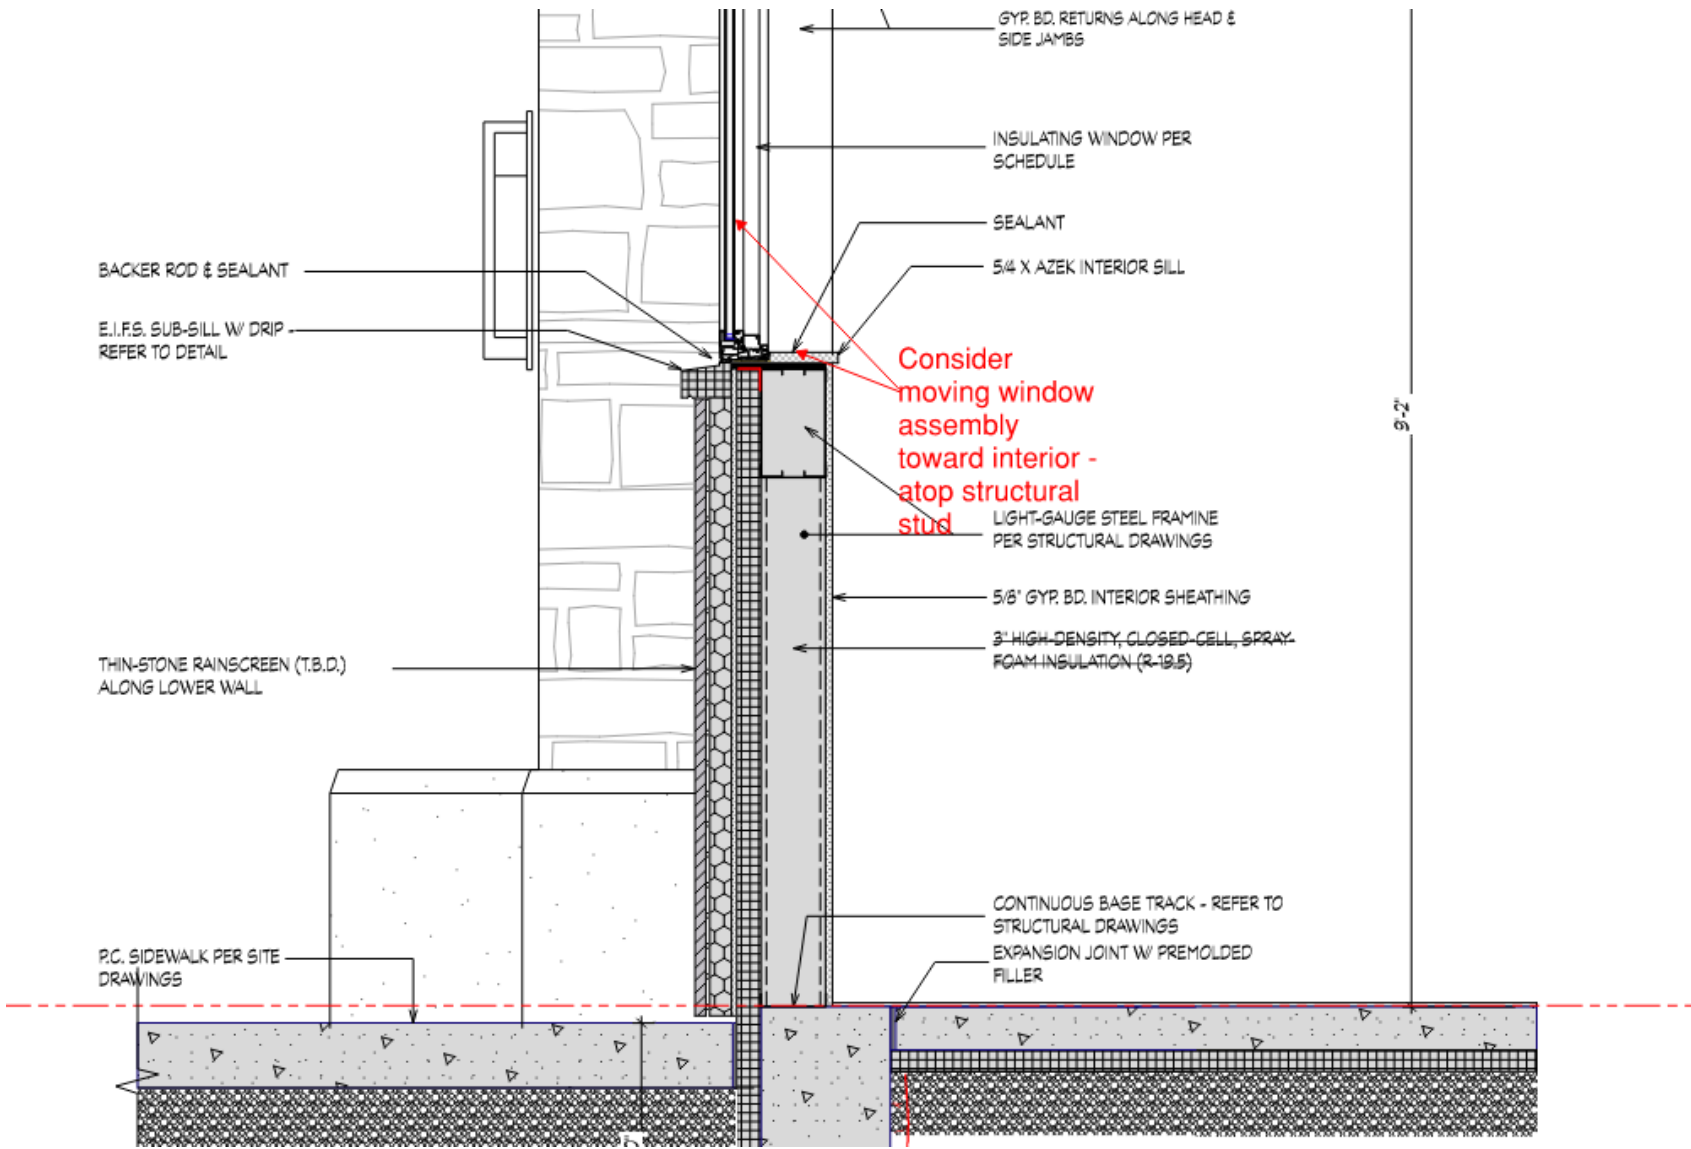 GYP. BD. RETURNS ALONG HEAD &
SIDE JAMBS
INSULATING WINDOW PER
SCHEDULE
SEALANT
5/4 X AZEK INTERIOR SILL
BACKER ROD & SEALANT
E.I.F.S. SUB-SILL W/ DRIP -
REFER TO DETAIL
Consider
moving window
assembly
toward interior -
atop structural
stud
9'-2"
LIGHT-GAUGE STEEL FRAMINE
PER STRUCTURAL DRAWINGS
5/8" GYP. BD. INTERIOR SHEATHING
3" HIGH-DENSITY, CLOSED-CELL, SPRAY-
FOAM INSULATION (R-19.5)
THIN-STONE RAINSCREEN (T.B.D.)
ALONG LOWER WALL
CONTINUOUS BASE TRACK - REFER TO
STRUCTURAL DRAWINGS
EXPANSION JOINT W/ PREMOLDED
FILLER
P.C. SIDEWALK PER SITE
DRAWINGS